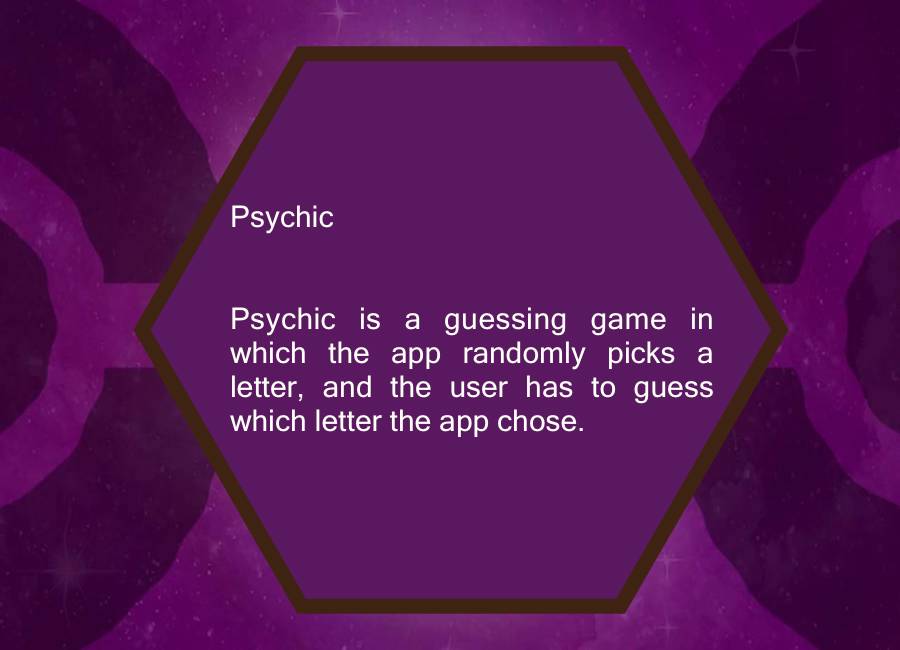 Psychic
Psychic is a guessing game in
which the app randomly picks a
letter, and the user has to guess
which letter the app chose.